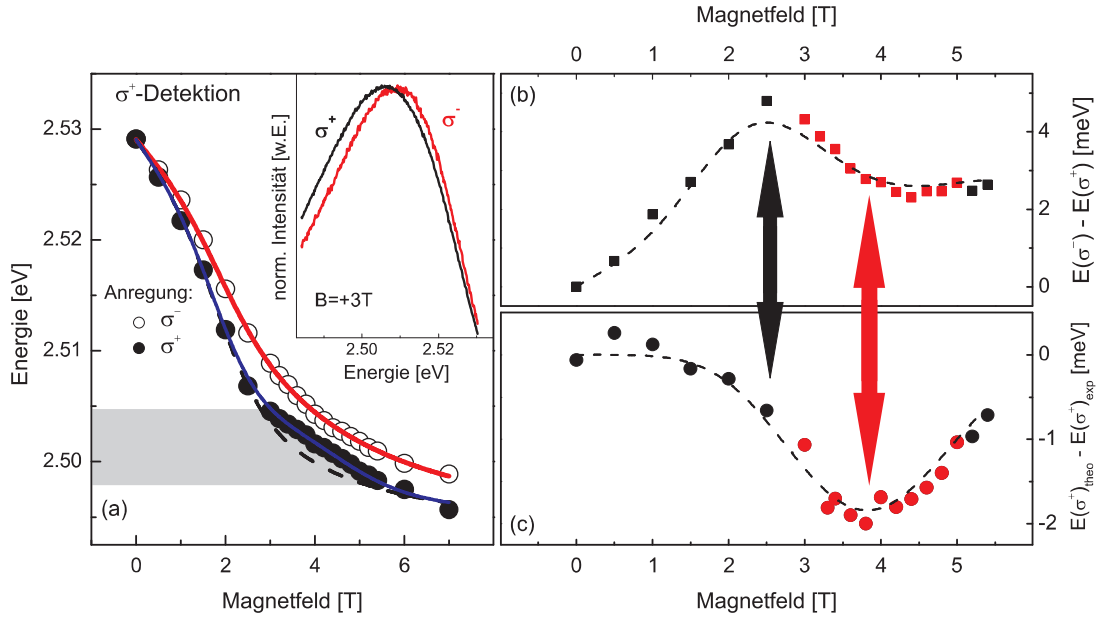 σ⁺-Detektion
2.53
2.52
2.51
2.50
Energie [eV]
Anregung:
σ⁻
σ⁺
(a)
0 2 4 6
Magnetfeld [T]
norm. Intensität [w.E.]
σ⁺
σ⁻
B=+3T
2.50 2.52
Energie [eV]
Magnetfeld [T]
0 1 2 3 4 5
(b)
4
2
0
E(σ⁻) - E(σ⁺) [meV]
(c)
0
-1
-2
E(σ⁺)theo - E(σ⁺)exp [meV]
0 1 2 3 4 5
Magnetfeld [T]